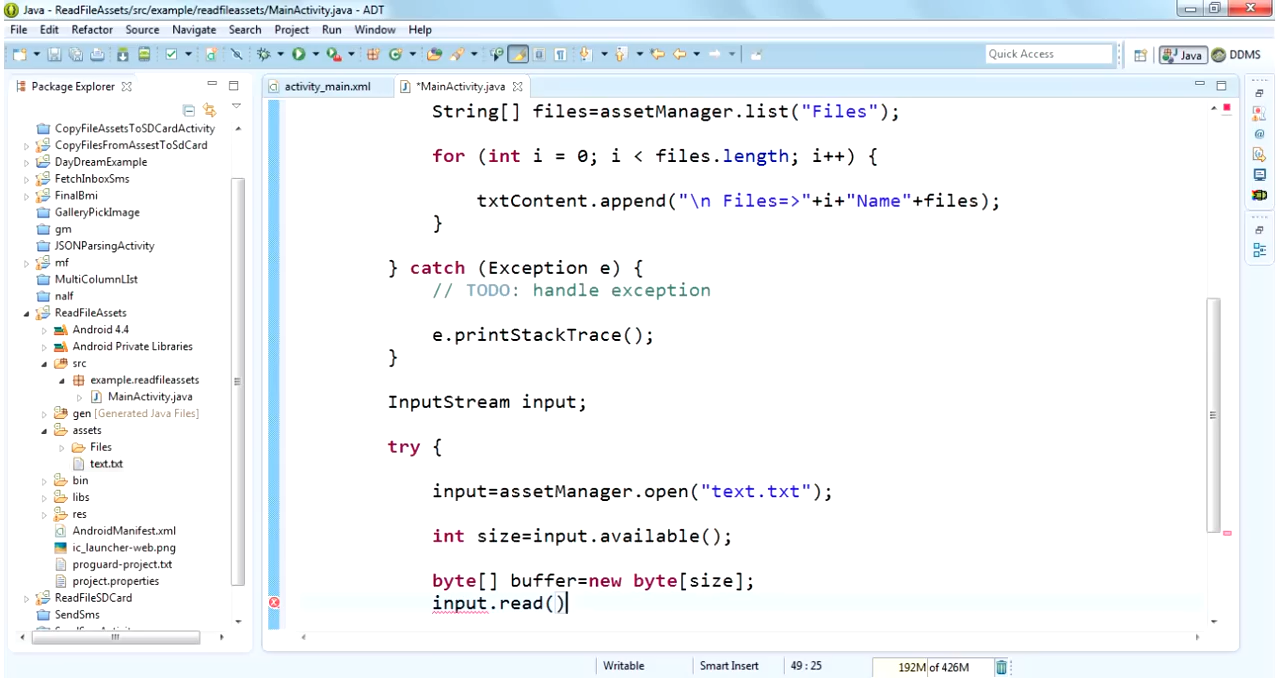 Java - ReadFileAssets/src/example/readfileassets/MainActivity.java - ADT
File Edit Refactor Source Navigate Search Project Run Window Help
Quick Access Java DDMS
Package Explorer activity_main.xml *MainActivity.java
CopyFileAssetsToSDCardActivity
CopyFilesFromAssestToSdCard
DayDreamExample
FetchInboxSms
FinalBmi
GalleryPickImage
gm
JSONParsingActivity
mf
MultiColumnLIst
nalf
ReadFileAssets
Android 4.4
Android Private Libraries
src
example.readfileassets
MainActivity.java
gen [Generated Java Files]
assets
Files
text.txt
bin
libs
res
AndroidManifest.xml
ic_launcher-web.png
proguard-project.txt
project.properties
ReadFileSDCard
SendSms
String[] files=assetManager.list("Files");
for (int i = 0; i < files.length; i++) {
txtContent.append("\n Files=>"+i+"Name"+files);
}
} catch (Exception e) {
// TODO: handle exception
e.printStackTrace();
}
InputStream input;
try {
input=assetManager.open("text.txt");
int size=input.available();
byte[] buffer=new byte[size];
input.read()
Writable Smart Insert 49 : 25 192M of 426M